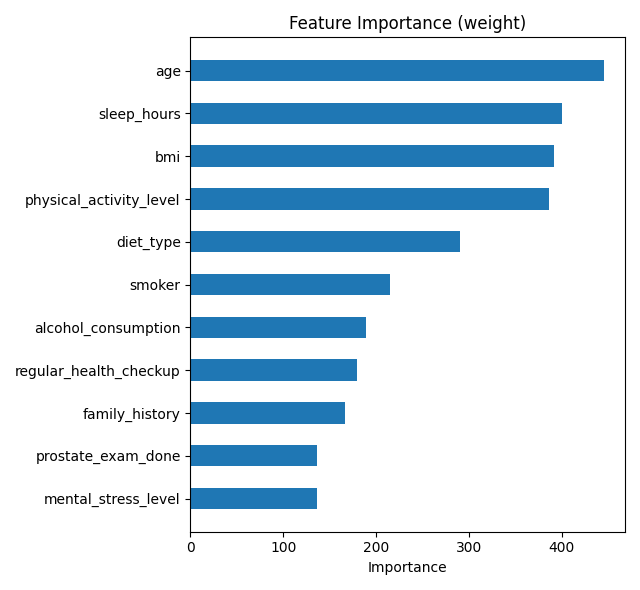 Feature Importance (weight)
age
sleep_hours
bmi
physical_activity_level
diet_type
smoker
alcohol_consumption
regular_health_checkup
family_history
prostate_exam_done
mental_stress_level
0 100 200 300 400
Importance